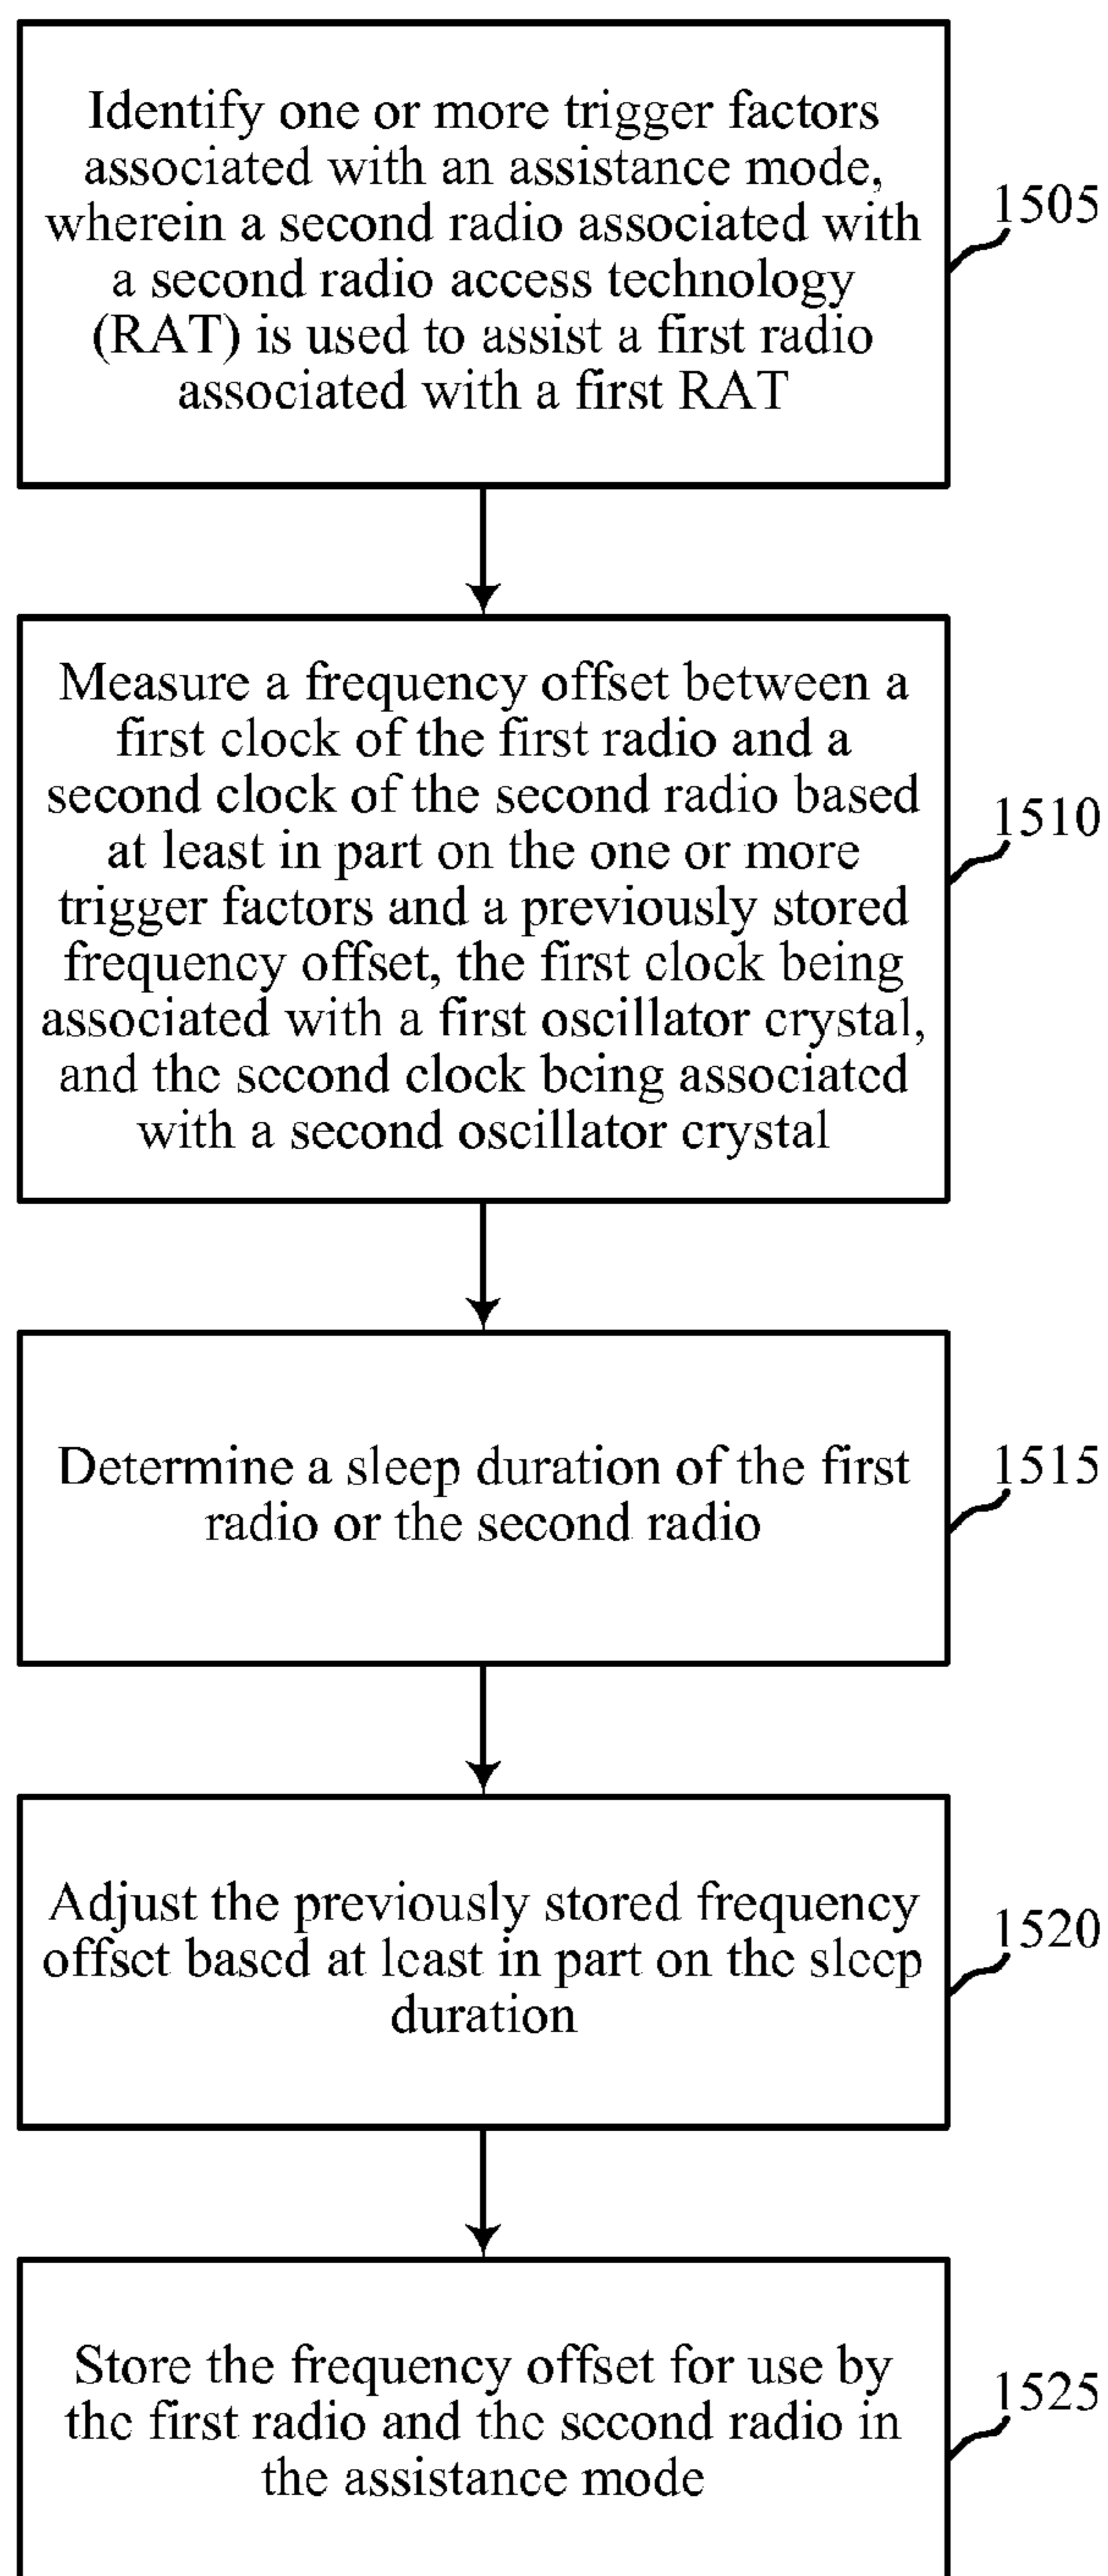 Identify one or more trigger factors
associated with an assistance mode,
wherein a second radio associated with
a second radio access technology
(RAT) is used to assist a first radio
associated with a first RAT
1505
Measure a frequency offset between a
first clock of the first radio and a
second clock of the second radio based
at least in part on the one or more
trigger factors and a previously stored
frequency offset, the first clock being
associated with a first oscillator crystal,
and the second clock being associated
with a second oscillator crystal
1510
Determine a sleep duration of the first
radio or the second radio
1515
Adjust the previously stored frequency
offset based at least in part on the sleep
duration
1520
Store the frequency offset for use by
the first radio and the second radio in
the assistance mode
1525